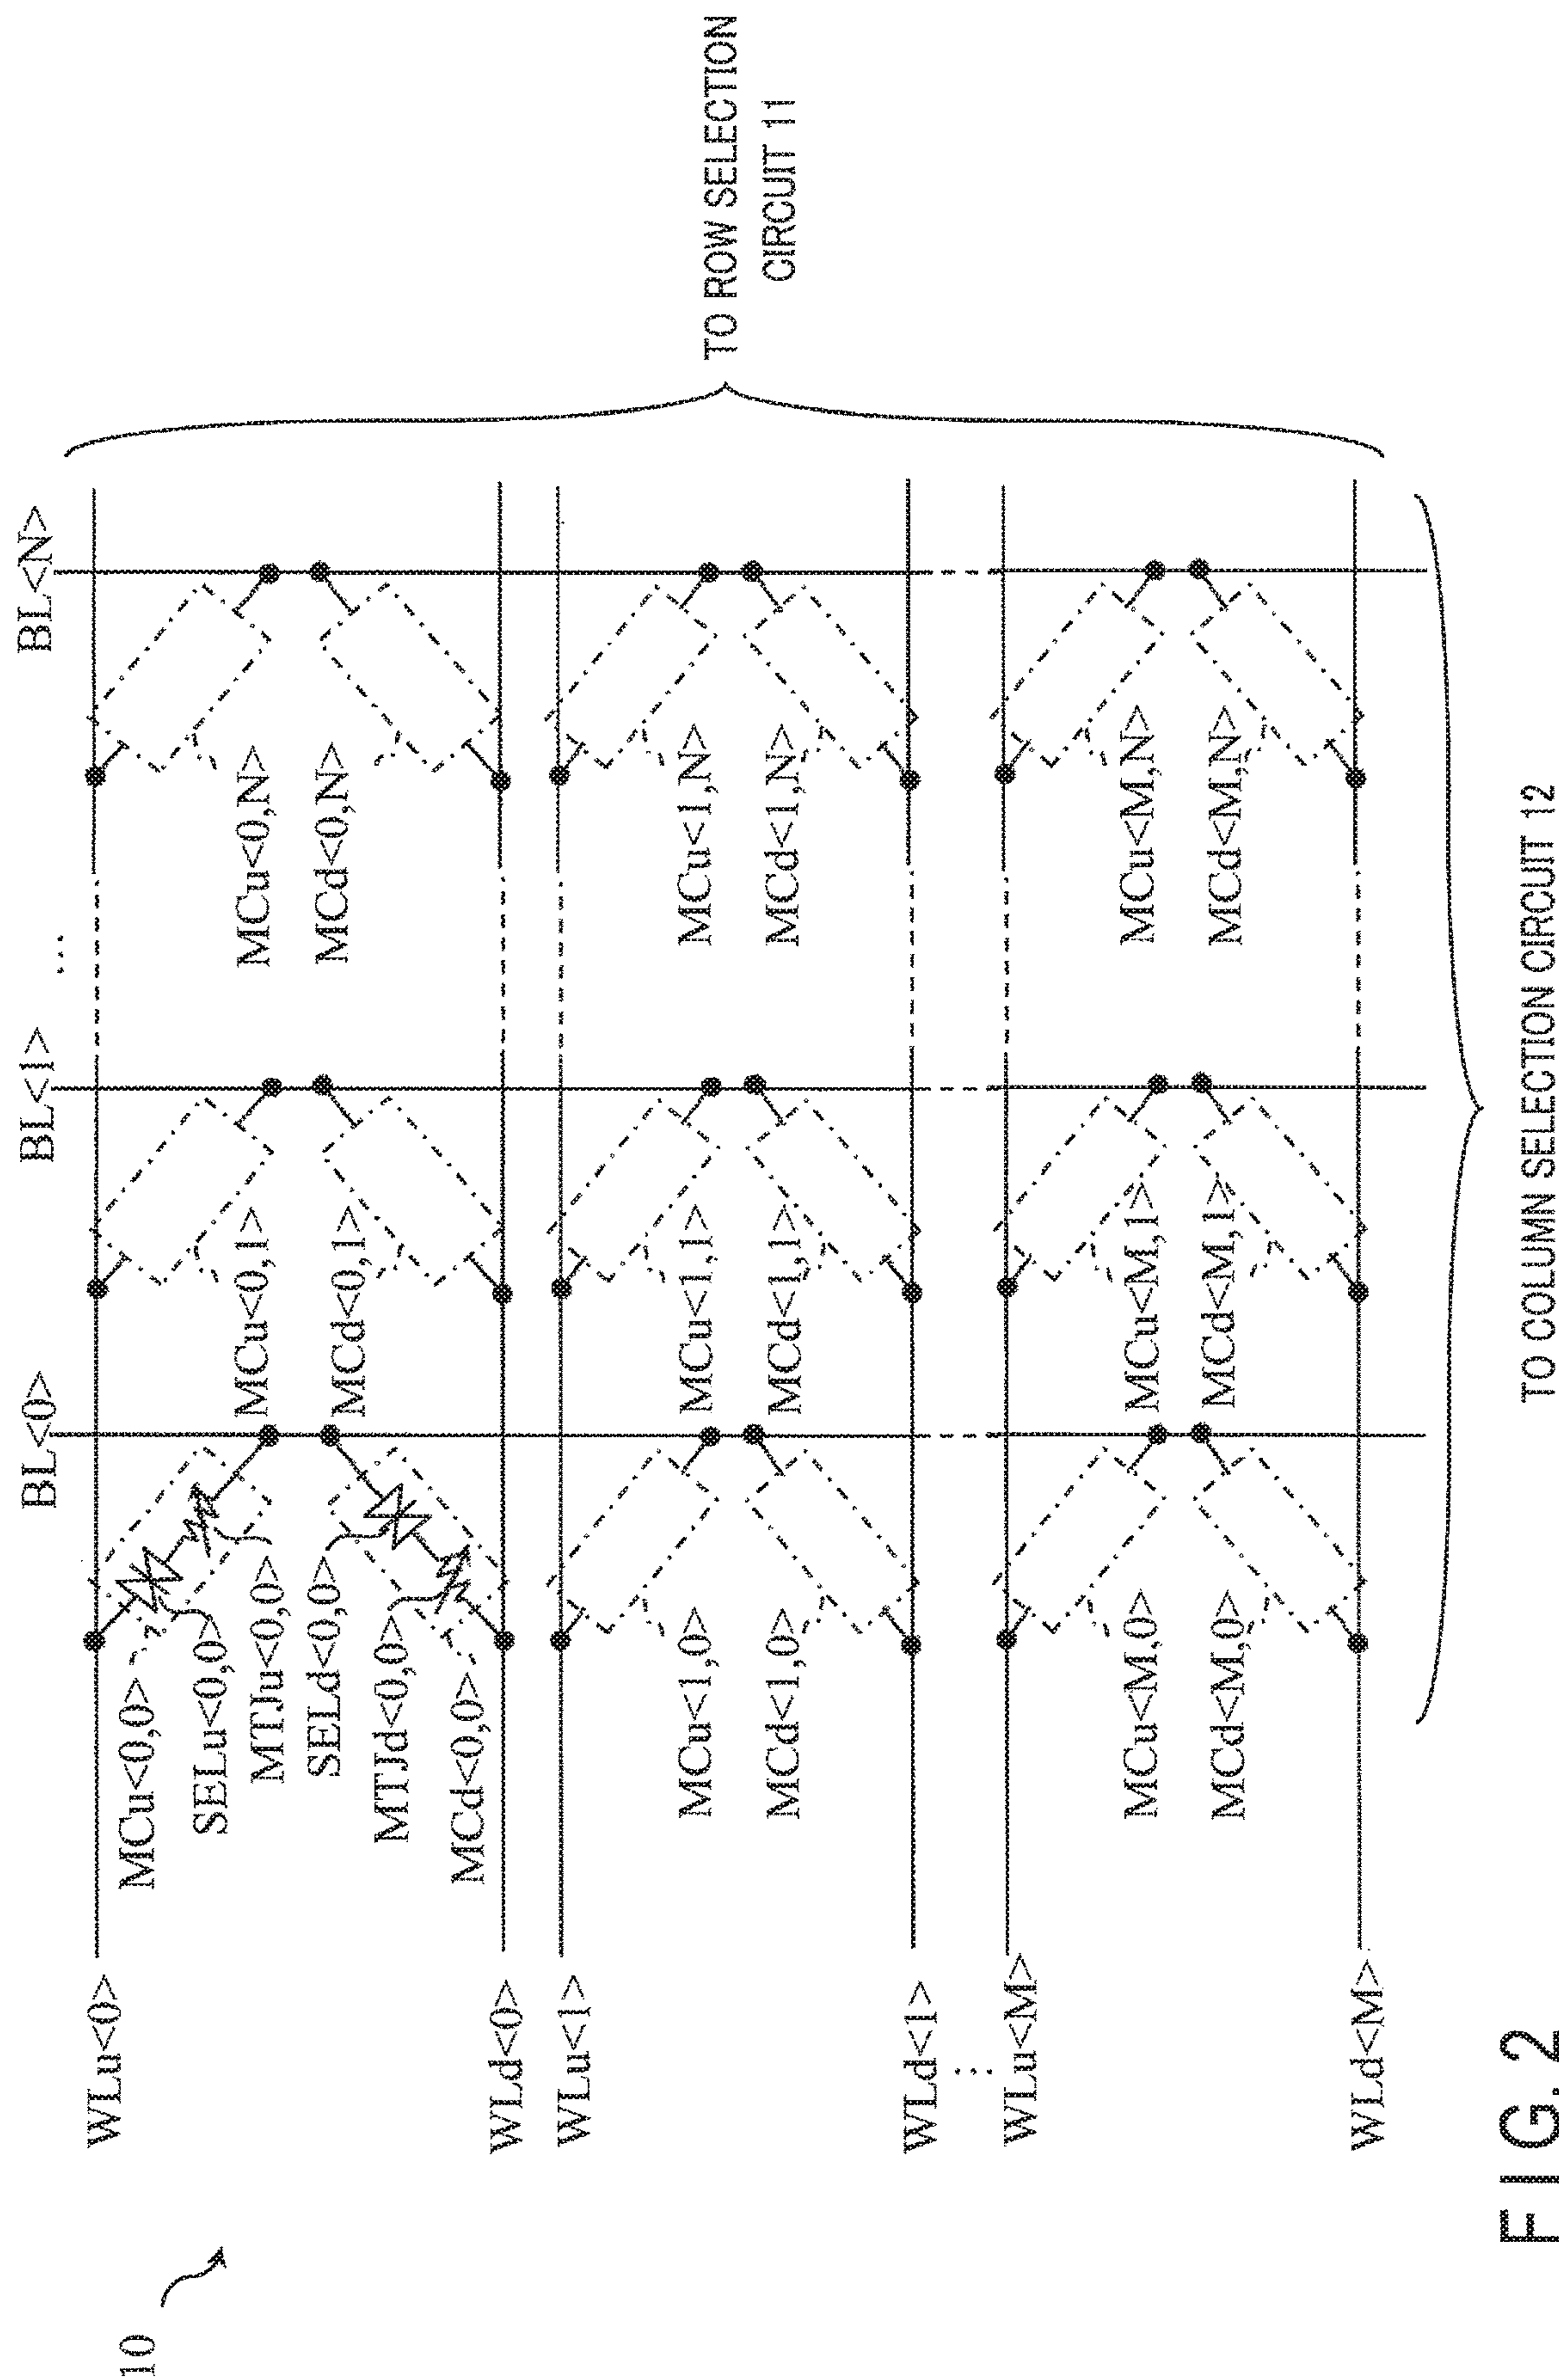 10
BL<0>
BL<1>
...
BL<N>
WLu<0>
MCu<0,0>
SELu<0,0>
MTJu<0,0>
SELd<0,0>
MTJd<0,0>
MCd<0,0>
MCu<0,1>
MCd<0,1>
MCu<0,N>
MCd<0,N>
WLd<0>
WLu<1>
MCu<1,0>
MCd<1,0>
MCu<1,1>
MCd<1,1>
MCu<1,N>
MCd<1,N>
WLd<1>
...
WLu<M>
MCu<M,0>
MCd<M,0>
MCu<M,1>
MCd<M,1>
MCu<M,N>
MCd<M,N>
WLd<M>
TO ROW SELECTION
CIRCUIT 11
TO COLUMN SELECTION CIRCUIT 12
FIG. 2